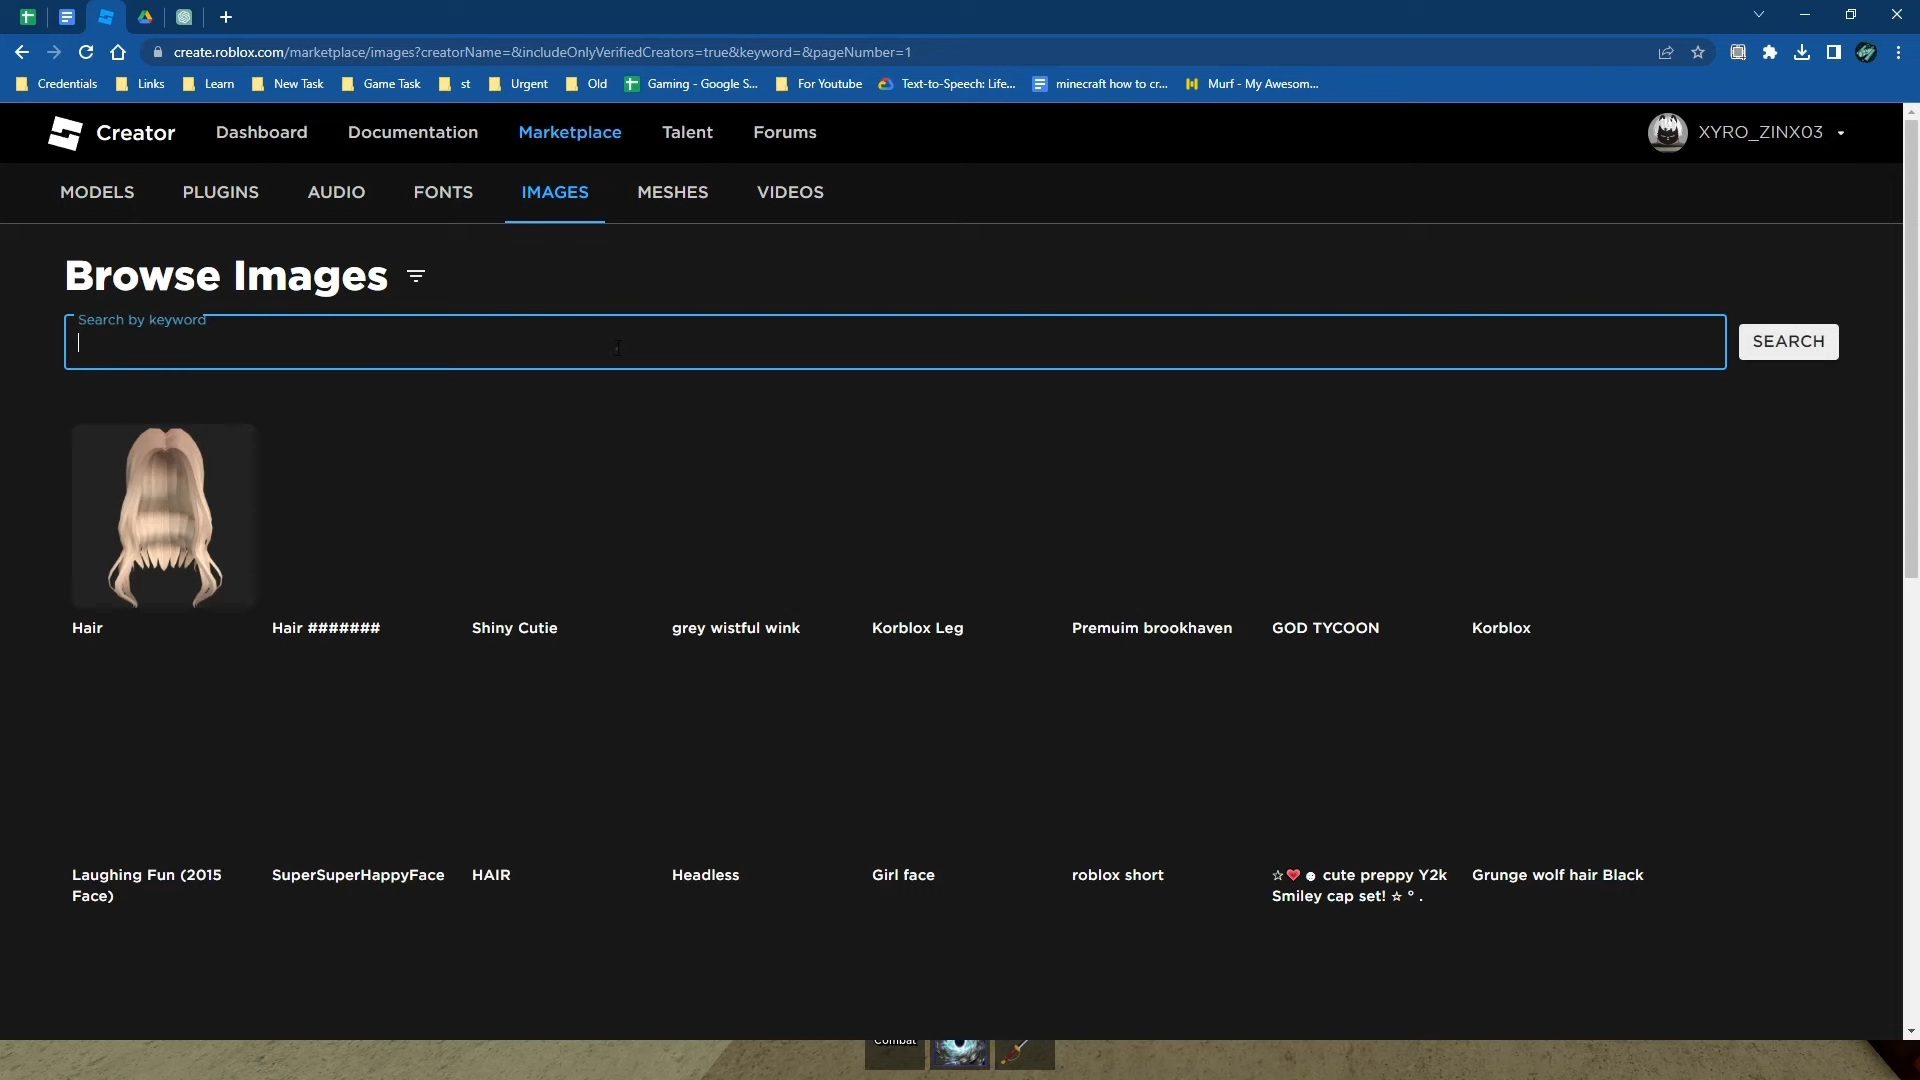 create.roblox.com/marketplace/images?creatorName=&includeOnlyVerifiedCreators=true&keyword=&pageNumber=1
Credentials Links Learn New Task Game Task st Urgent Old Gaming - Google S... For Youtube Text-to-Speech: Life... minecraft how to cr... Murf - My Awesom...
Creator Dashboard Documentation Marketplace Talent Forums XYRO_ZINX03
MODELS PLUGINS AUDIO FONTS IMAGES MESHES VIDEOS
Browse Images
Search by keyword
SEARCH
Hair Hair ####### Shiny Cutie grey wistful wink Korblox Leg Premuim brookhaven GOD TYCOON Korblox
Laughing Fun (2015 SuperSuperHappyFace HAIR Headless Girl face roblox short ☆❤️☻ cute preppy Y2k Grunge wolf hair Black
Face) Smiley cap set! ☆ ° .
Combat